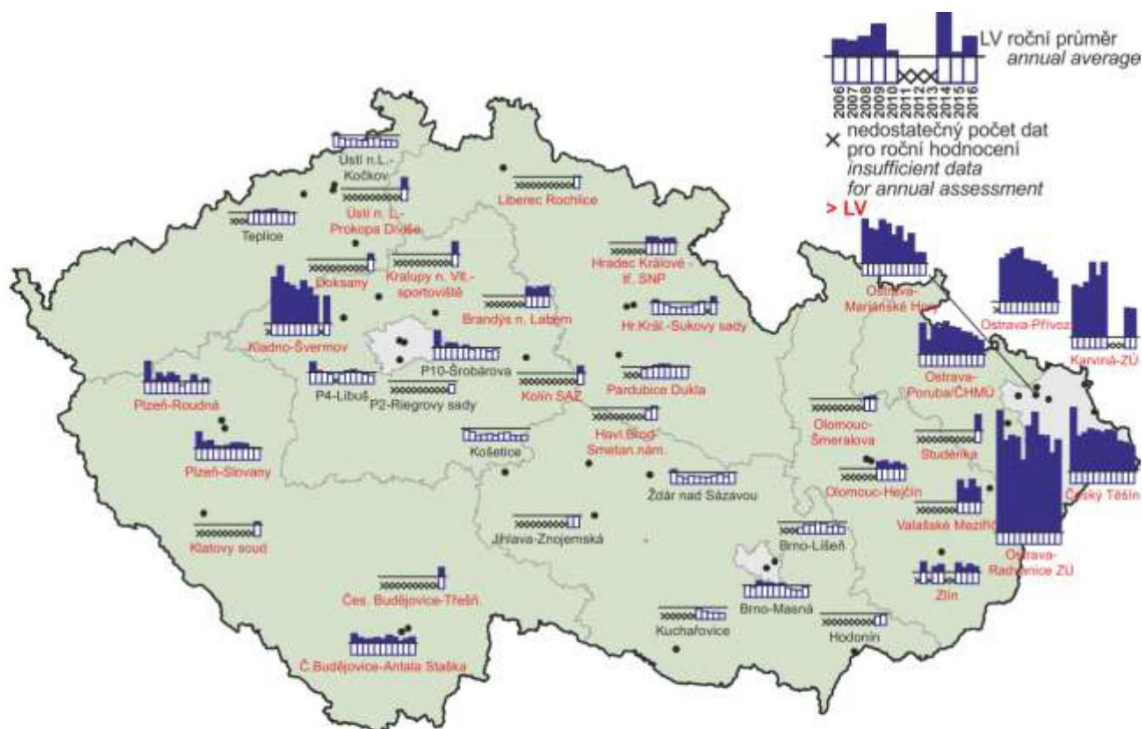 LV roční průměr
annual average
2006
2007
2008
2009
2010
2011
2012
2013
2014
2015
2016
× nedostatečný počet dat
pro roční hodnocení
insufficient data
for annual assessment
> LV
Ústí n.L.-
Kočkov
Liberec Rochlice
Ústí n. L.-
Prokopa Diviše
Teplice
Doksany
Kralupy n. Vlt.-
sportoviště
Hradec Králové -
tř. SNP
Ostrava-
Mariánské Hory
Ostrava-Přívoz
Karviná-ZÚ
Brandýs n. Labem
Hr.Král.-Sukovy sady
Kladno-Švermov
P10-Šrobárova
Ostrava-
Poruba/ČHMÚ
Plzeň-Roudná
P4-Libuš
P2-Riegrovy sady
Kolín SAZ
Pardubice Dukla
Havl.Brod-
Smetan.nám.
Olomouc-
Šmeralova
Studénka
Plzeň-Slovany
Košetice
Žďár nad Sázavou
Olomouc-Hejčín
Český Těšín
Valašské Meziříčí
Klatovy soud
Jihlava-Znojemská
Brno-Líšeň
Ostrava-
Radvanice ZÚ
Čes. Budějovice-Třešň.
Brno-Masná
Zlín
Kuchařovice
Hodonín
Č.Budějovice-Antala Staška